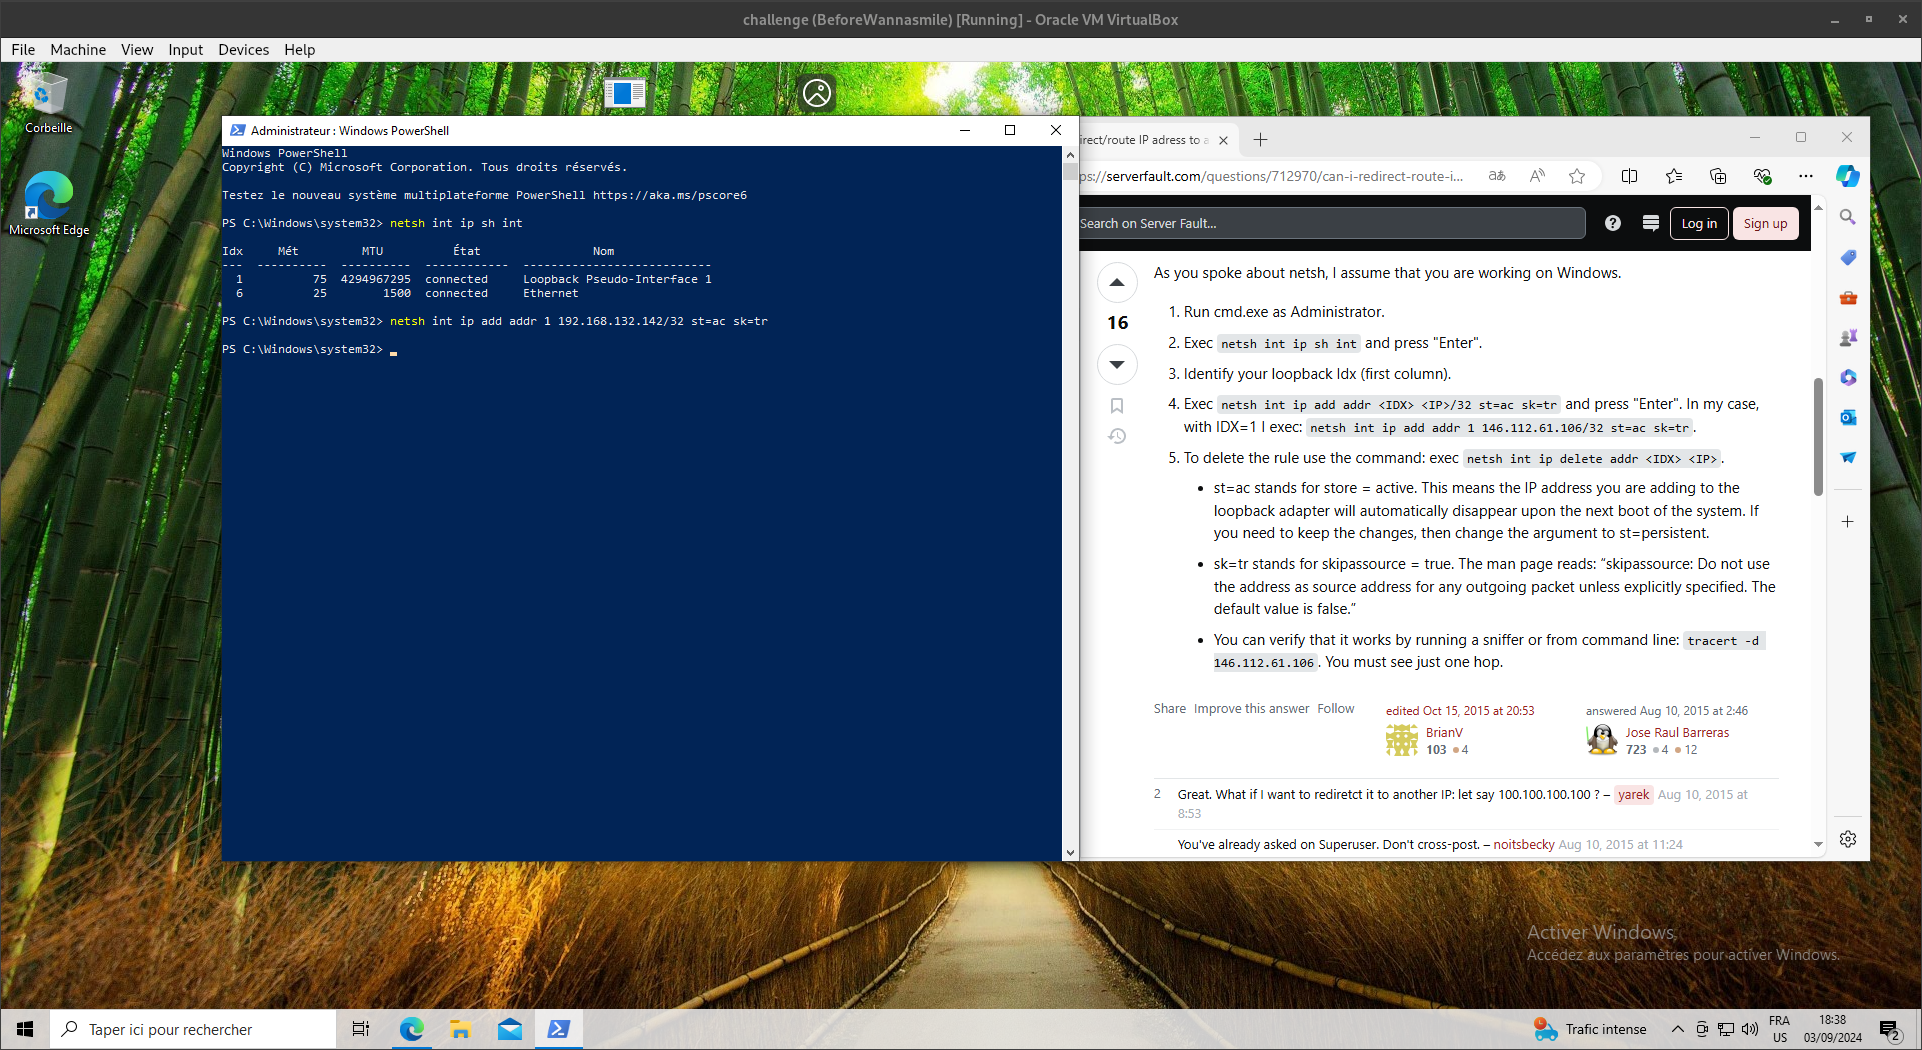 challenge (BeforeWannasmile) [Running] - Oracle VM VirtualBox
File Machine View Input Devices Help
Corbeille
Microsoft Edge
Administrateur : Windows PowerShell
Windows PowerShell
Copyright (C) Microsoft Corporation. Tous droits réservés.
Testez le nouveau système multiplateforme PowerShell https://aka.ms/pscore6
PS C:\Windows\system32> netsh int ip sh int
Idx     Mét         MTU          État                Nom
---  ----------  ----------  ------------  ---------------------------
1          75  4294967295  connected     Loopback Pseudo-Interface 1
6          25        1500  connected     Ethernet
PS C:\Windows\system32> netsh int ip add addr 1 192.168.132.142/32 st=ac sk=tr
PS C:\Windows\system32>
irect/route IP adress to a
ps://serverfault.com/questions/712970/can-i-redirect-route-i...
Search on Server Fault...
Log in
Sign up
As you spoke about netsh, I assume that you are working on Windows.
16
1. Run cmd.exe as Administrator.
2. Exec netsh int ip sh int and press "Enter".
3. Identify your loopback Idx (first column).
4. Exec netsh int ip add addr <IDX> <IP>/32 st=ac sk=tr and press "Enter". In my case,
with IDX=1 I exec: netsh int ip add addr 1 146.112.61.106/32 st=ac sk=tr.
5. To delete the rule use the command: exec netsh int ip delete addr <IDX> <IP>.
• st=ac stands for store = active. This means the IP address you are adding to the
loopback adapter will automatically disappear upon the next boot of the system. If
you need to keep the changes, then change the argument to st=persistent.
• sk=tr stands for skipassource = true. The man page reads: “skipassource: Do not use
the address as source address for any outgoing packet unless explicitly specified. The
default value is false.”
• You can verify that it works by running a sniffer or from command line: tracert -d
146.112.61.106. You must see just one hop.
Share Improve this answer Follow
edited Oct 15, 2015 at 20:53
BrianV
103 ●4
answered Aug 10, 2015 at 2:46
Jose Raul Barreras
723 ●4 ●12
2 Great. What if I want to rediretct it to another IP: let say 100.100.100.100 ? – yarek Aug 10, 2015 at
8:53
You've already asked on Superuser. Don't cross-post. – noitsbecky Aug 10, 2015 at 11:24
Activer Windows
Accédez aux paramètres pour activer Windows.
Taper ici pour rechercher
Trafic intense
FRA
US
18:38
03/09/2024
2